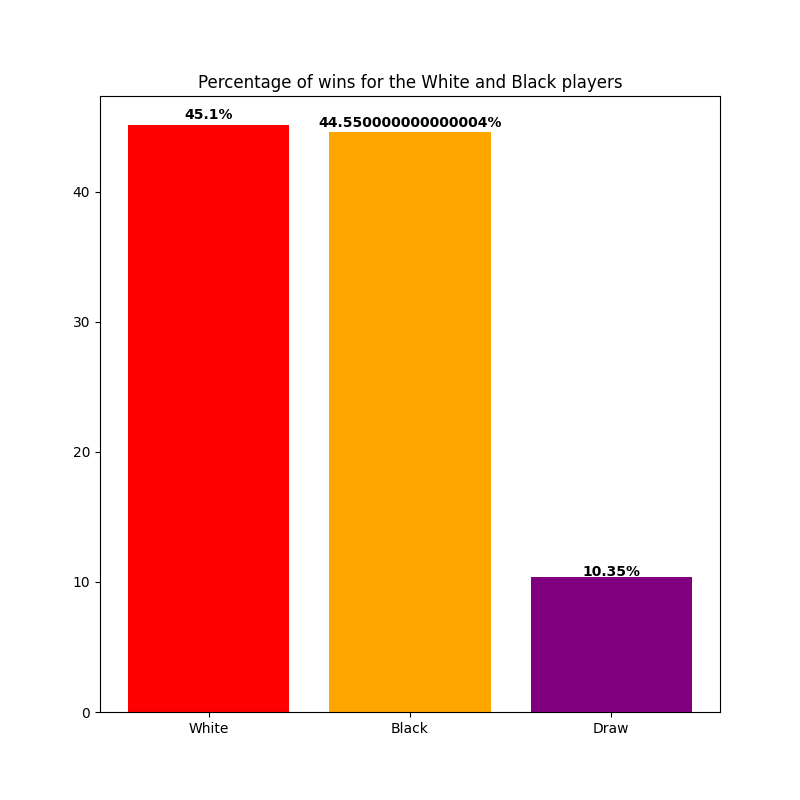 Percentage of wins for the White and Black players
45.1%
44.550000000000004%
40
30
20
10.35%
10
0
White
Black
Draw